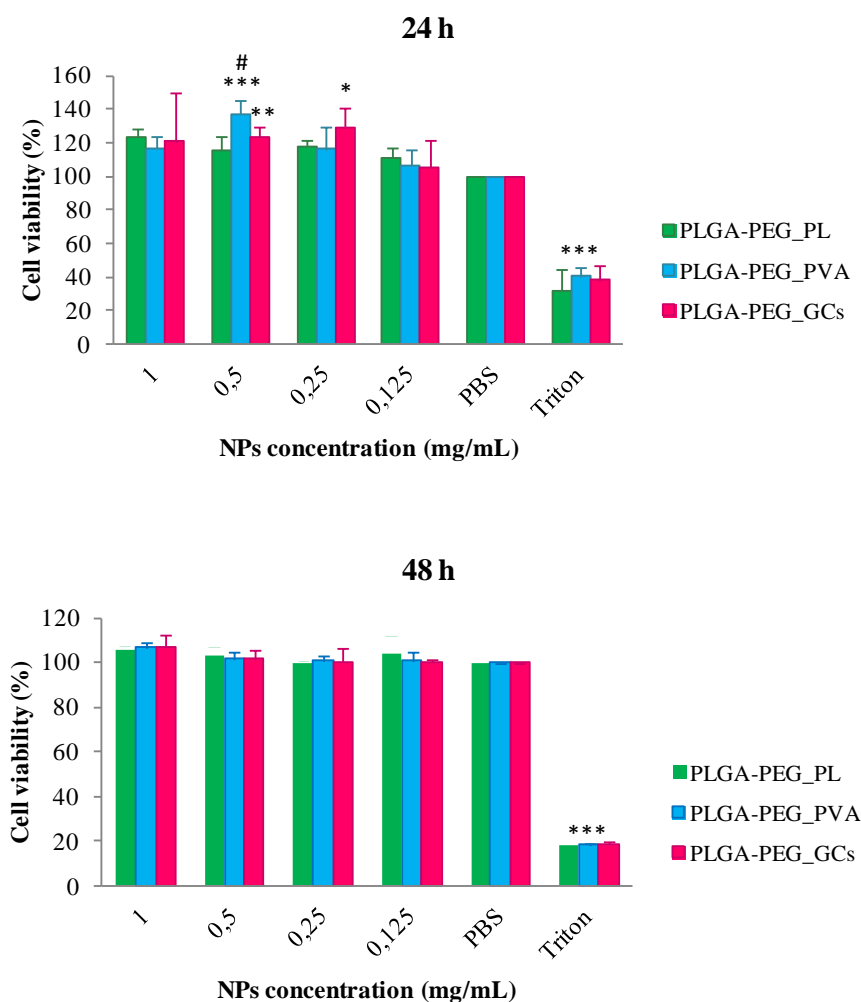 24 h
160
140
120
100
80
60
40
20
0
Cell viability (%)
#
***
**
*
***
1
0,5
0,25
0,125
PBS
Triton
NPs concentration (mg/mL)
PLGA-PEG_PL
PLGA-PEG_PVA
PLGA-PEG_GCs
48 h
120
100
80
60
40
20
0
Cell viability (%)
***
1
0,5
0,25
0,125
PBS
Triton
NPs concentration (mg/mL)
PLGA-PEG_PL
PLGA-PEG_PVA
PLGA-PEG_GCs